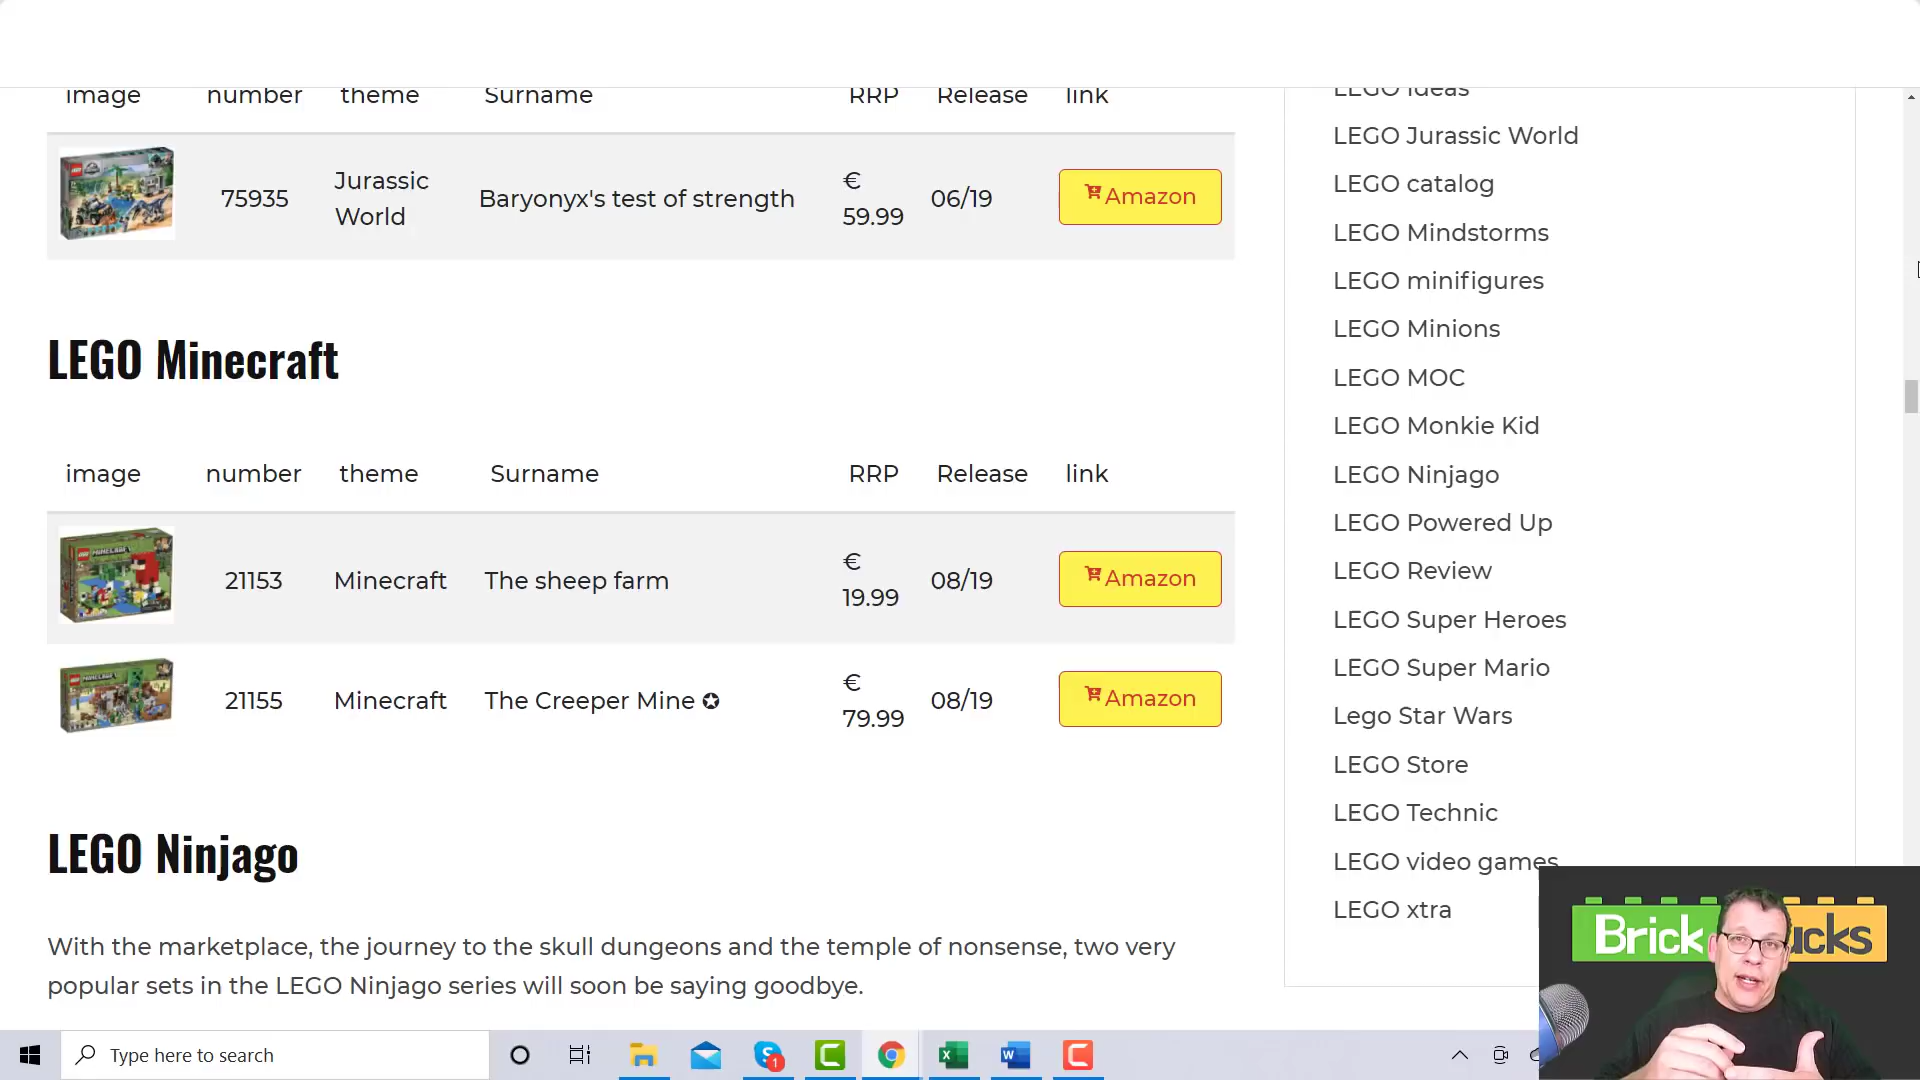 image number theme Surname RRP Release link
75935 Jurassic World Baryonyx's test of strength € 59.99 06/19 Amazon
LEGO Minecraft
image number theme Surname RRP Release link
21153 Minecraft The sheep farm € 19.99 08/19 Amazon
21155 Minecraft The Creeper Mine ✪ € 79.99 08/19 Amazon
LEGO Ninjago
With the marketplace, the journey to the skull dungeons and the temple of nonsense, two very
popular sets in the LEGO Ninjago series will soon be saying goodbye.
LEGO Ideas
LEGO Jurassic World
LEGO catalog
LEGO Mindstorms
LEGO minifigures
LEGO Minions
LEGO MOC
LEGO Monkie Kid
LEGO Ninjago
LEGO Powered Up
LEGO Review
LEGO Super Heroes
LEGO Super Mario
Lego Star Wars
LEGO Store
LEGO Technic
LEGO video games
LEGO xtra
Brick ucks
Type here to search
1